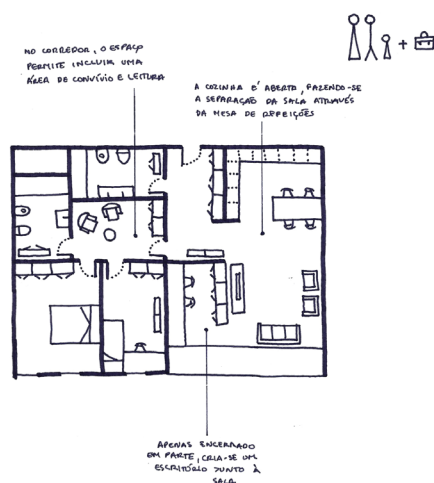 NO CORREDOR, O ESPAÇO
PERMITE INCLUIR UMA
ÁREA DE CONVÍVIO E LEITURA
A COZINHA É ABERTA, FAZENDO-SE
A SEPARAÇÃO DA SALA ATRAVÉS
DA MESA DE REFEIÇÕES
APENAS ENCERRADO
EM PARTE, CRIA-SE UM
ESCRITÓRIO JUNTO À
SALA